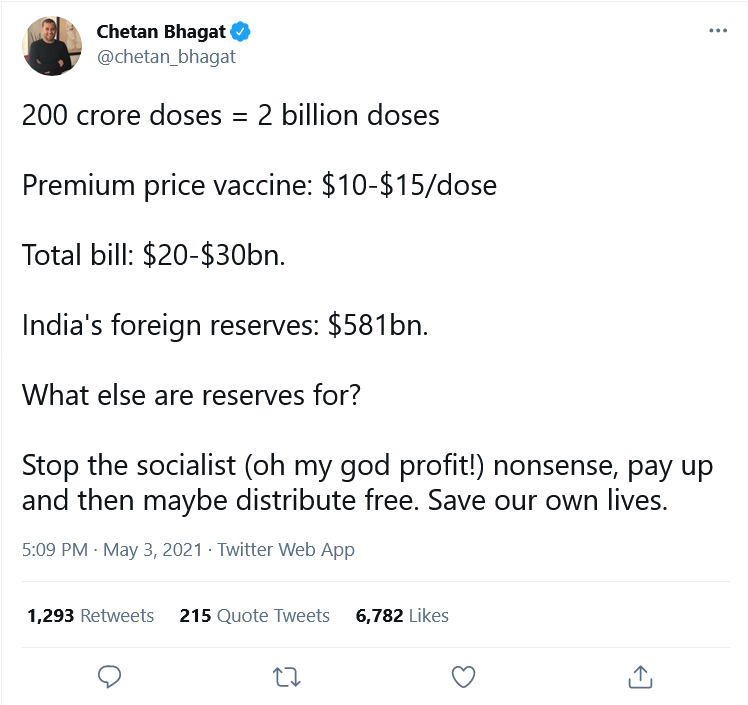 Chetan Bhagat
@chetan_bhagat
200 crore doses = 2 billion doses
Premium price vaccine: $10-$15/dose
Total bill: $20-$30bn.
India's foreign reserves: $581bn.
What else are reserves for?
Stop the socialist (oh my god profit!) nonsense, pay up
and then maybe distribute free. Save our own lives.
5:09 PM · May 3, 2021 · Twitter Web App
1,293 Retweets 215 Quote Tweets 6,782 Likes